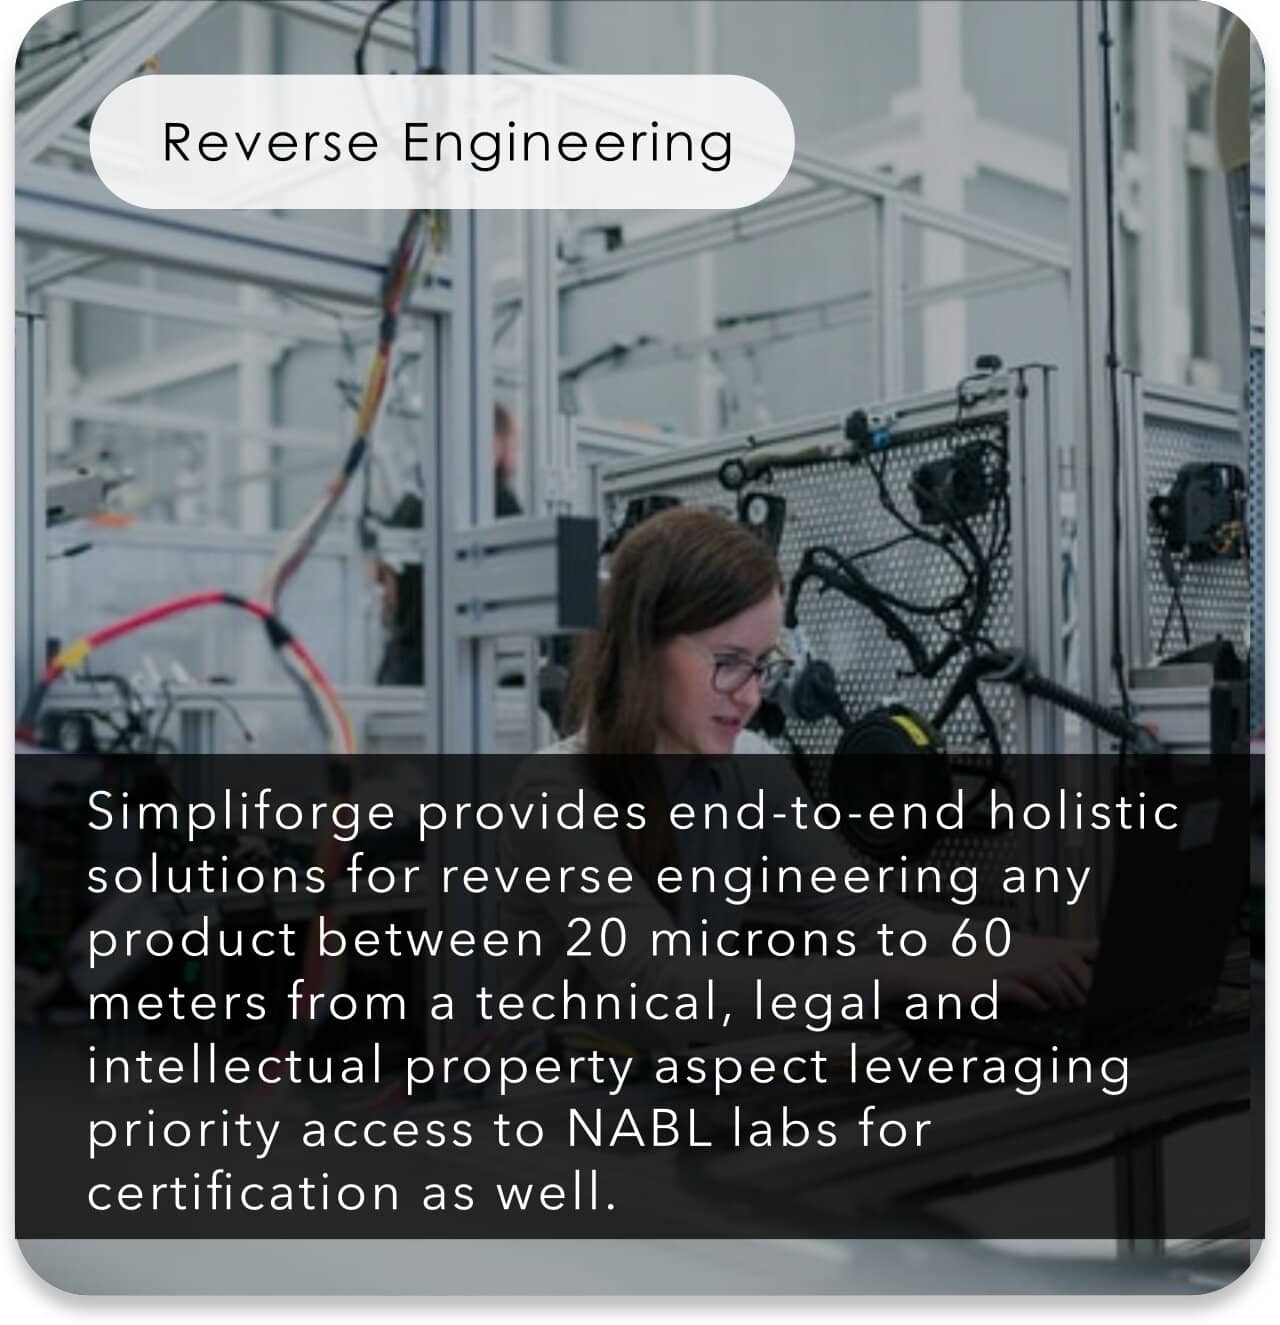 Reverse Engineering
Simpliforge provides end-to-end holistic
solutions for reverse engineering any
product between 20 microns to 60
meters from a technical, legal and
intellectual property aspect leveraging
priority access to NABL labs for
certification as well.